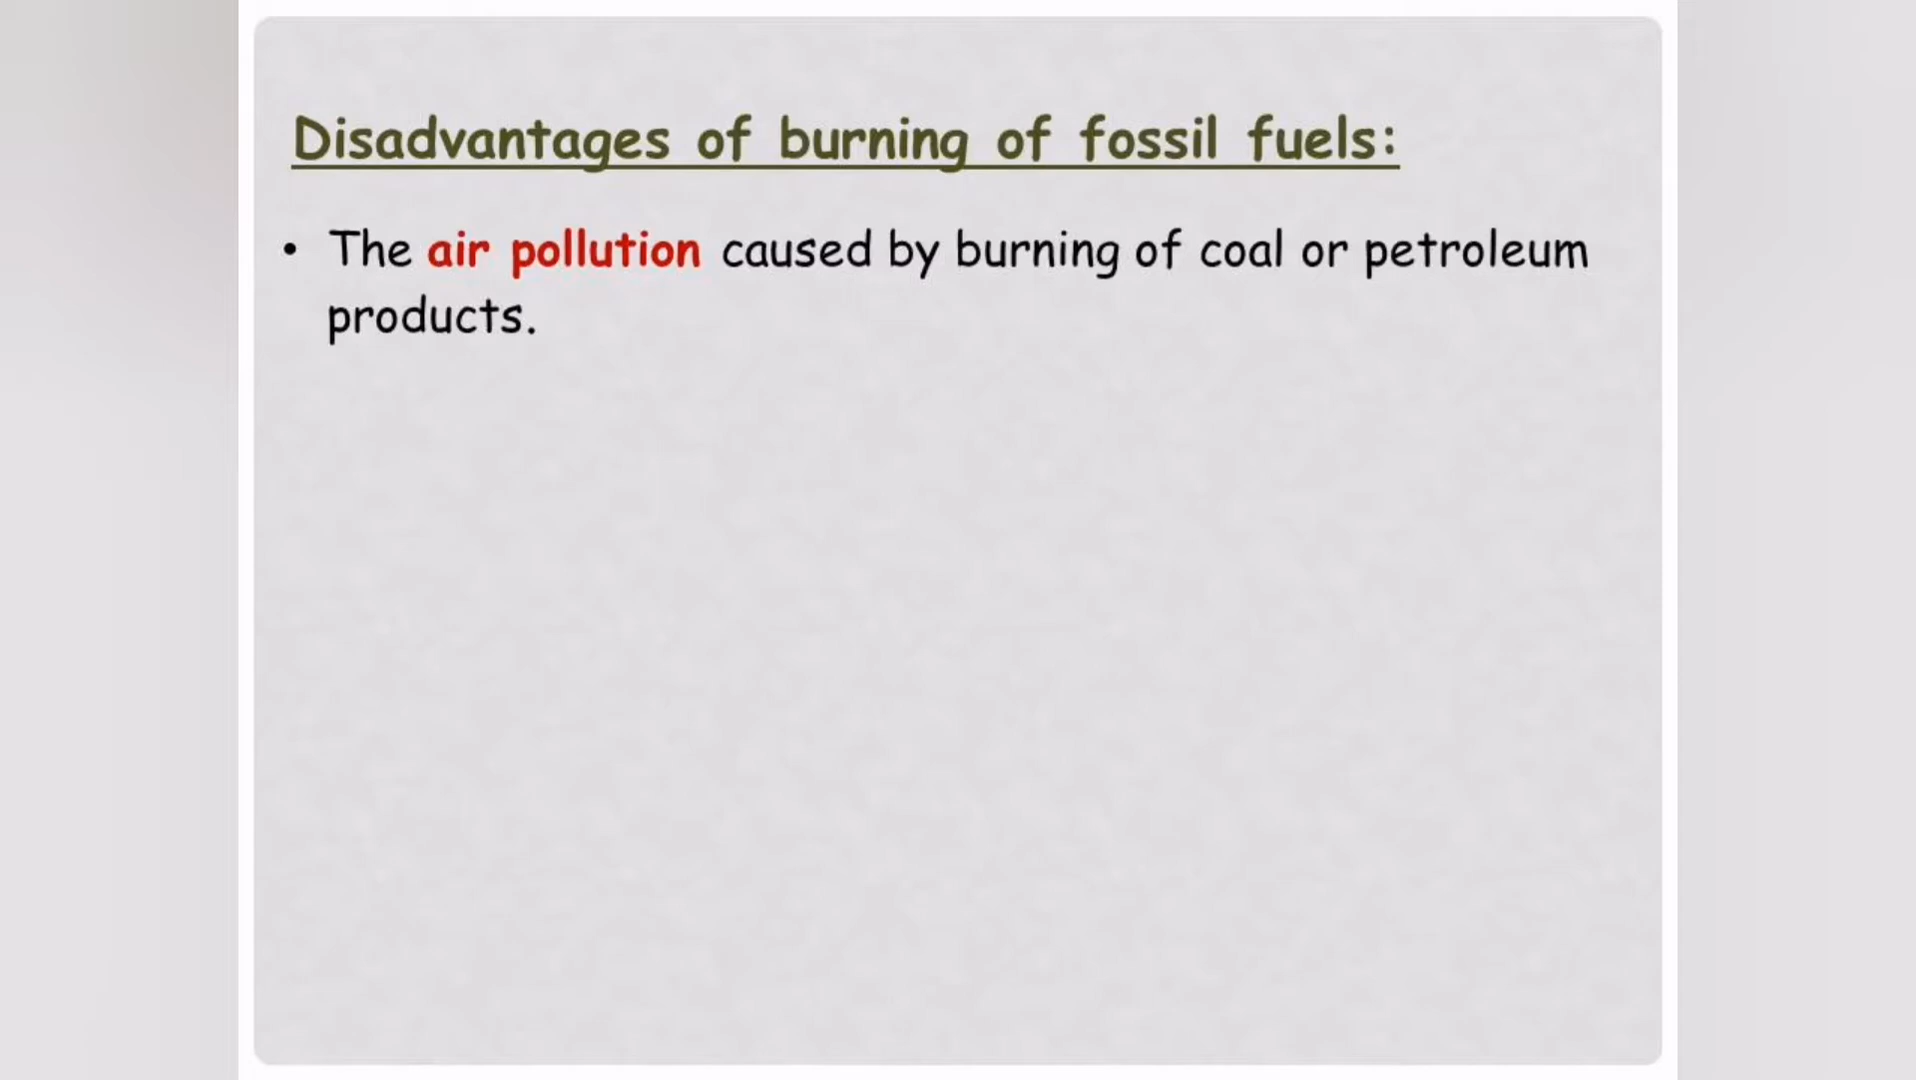 Disadvantages of burning of fossil fuels:
• The air pollution caused by burning of coal or petroleum
products.